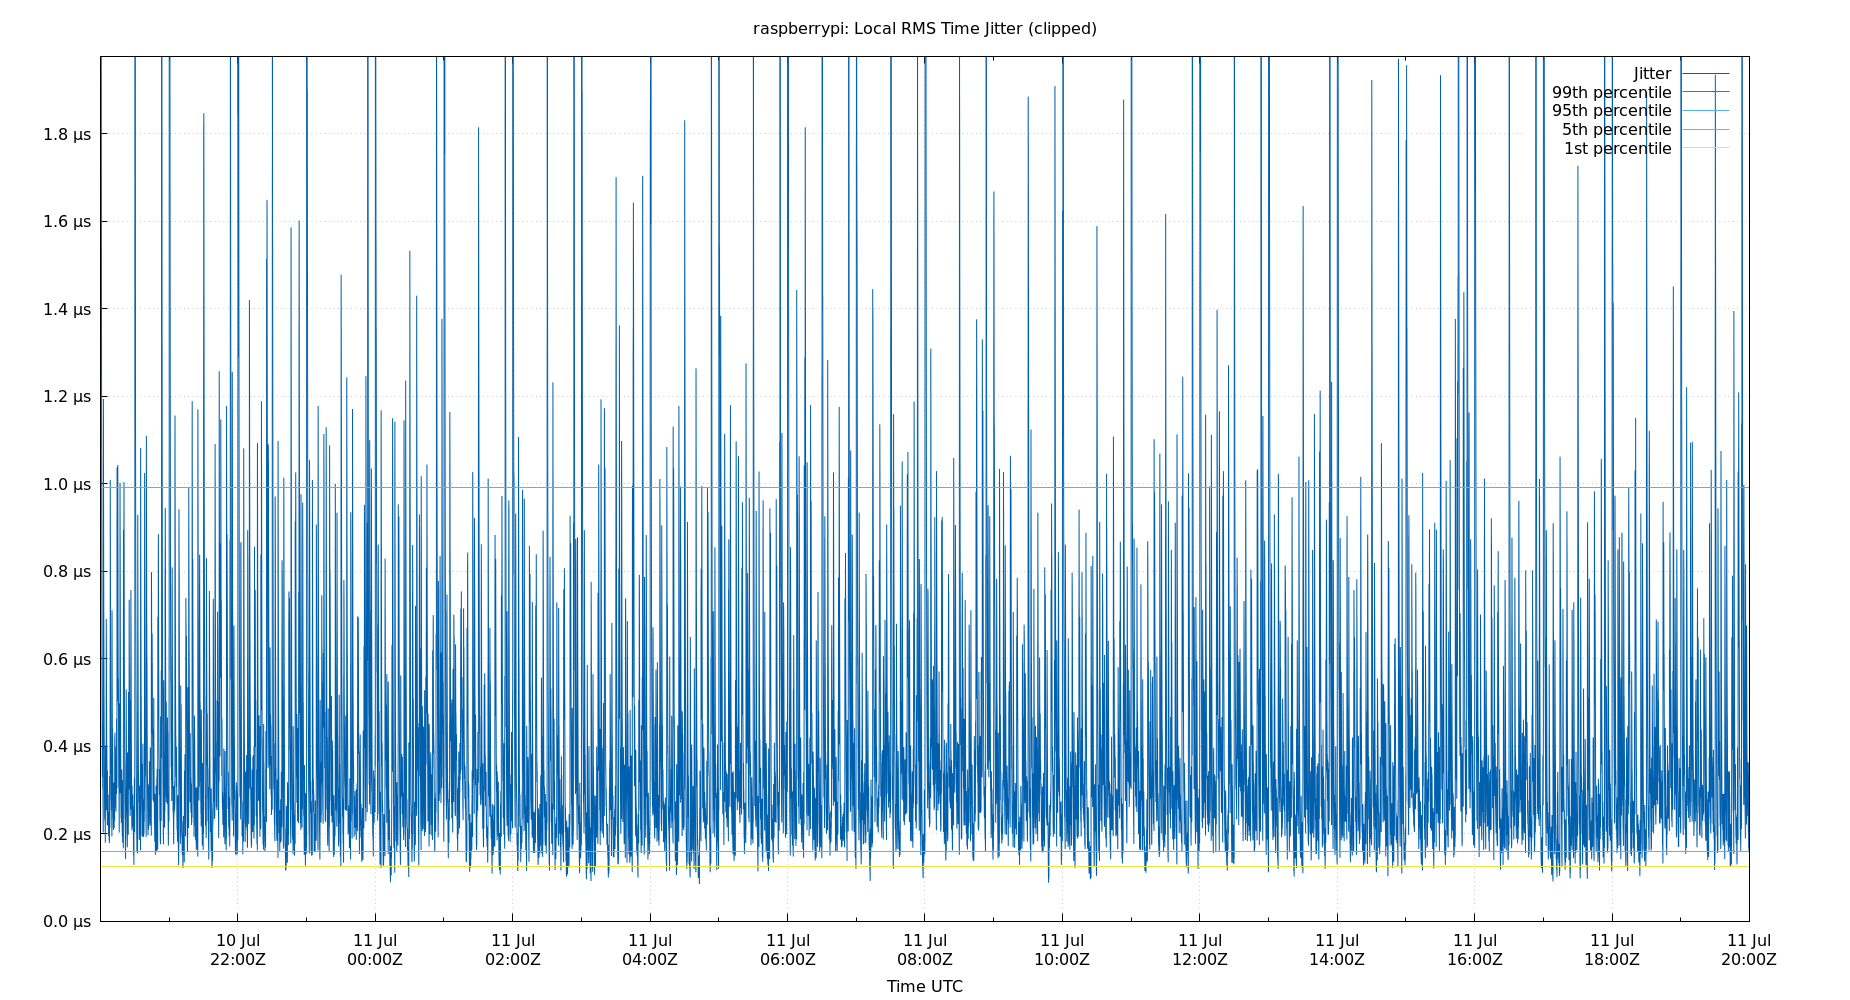 raspberrypi: Local RMS Time Jitter (clipped)
Jitter
99th percentile
95th percentile
5th percentile
1st percentile
1.8 µs
1.6 µs
1.4 µs
1.2 µs
1.0 µs
0.8 µs
0.6 µs
0.4 µs
0.2 µs
0.0 µs
10 Jul 11 Jul 11 Jul 11 Jul 11 Jul 11 Jul 11 Jul 11 Jul 11 Jul 11 Jul 11 Jul 11 Jul
22:00Z 00:00Z 02:00Z 04:00Z 06:00Z 08:00Z 10:00Z 12:00Z 14:00Z 16:00Z 18:00Z 20:00Z
Time UTC